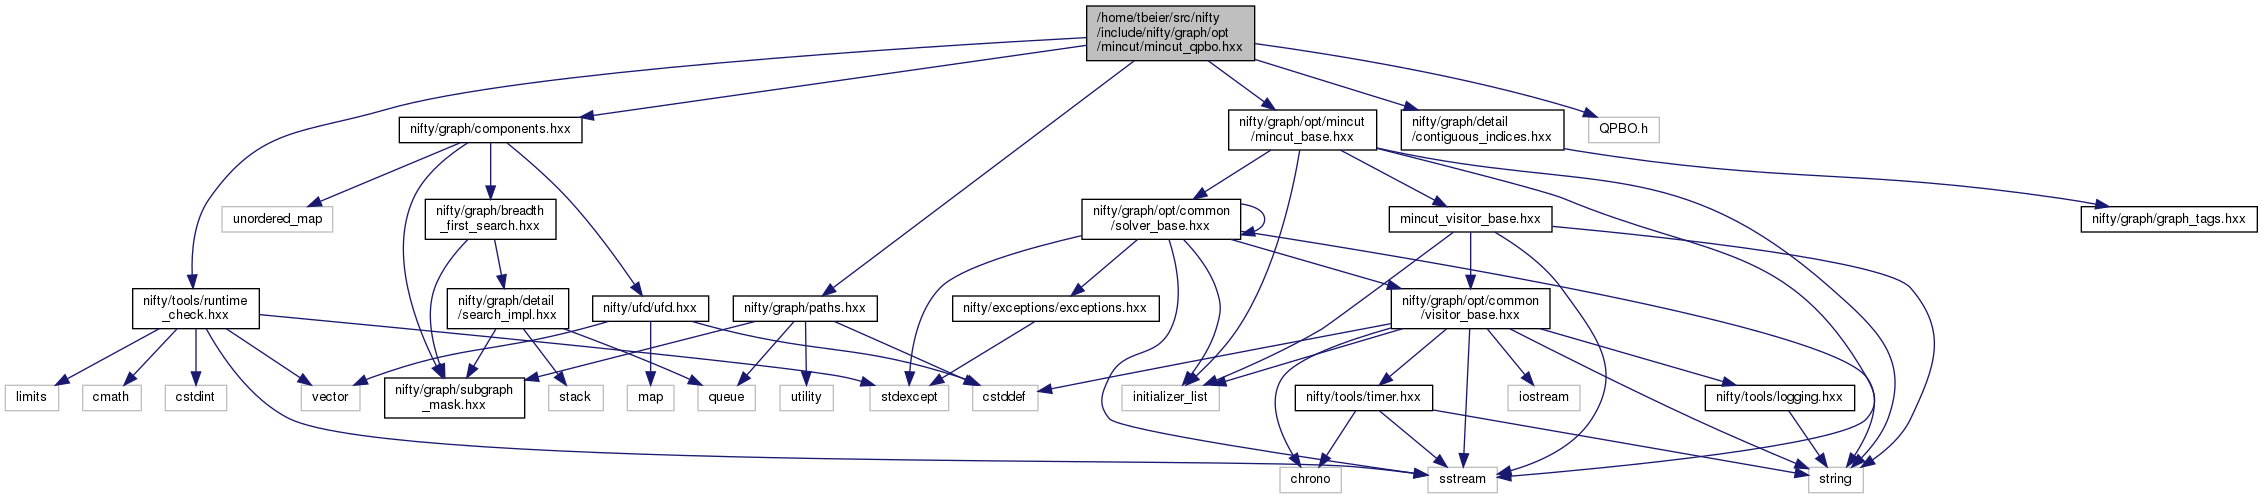 /home/tbeier/src/nifty
/include/nifty/graph/opt
/mincut/mincut_qpbo.hxx
nifty/graph/components.hxx
nifty/graph/opt/mincut
/mincut_base.hxx
nifty/graph/detail
/contiguous_indices.hxx
QPBO.h
unordered_map
nifty/graph/breadth
_first_search.hxx
nifty/graph/opt/common
/solver_base.hxx
mincut_visitor_base.hxx
nifty/graph/graph_tags.hxx
nifty/tools/runtime
_check.hxx
nifty/graph/detail
/search_impl.hxx
nifty/ufd/ufd.hxx
nifty/graph/paths.hxx
nifty/exceptions/exceptions.hxx
nifty/graph/opt/common
/visitor_base.hxx
limits
cmath
cstdint
vector
nifty/graph/subgraph
_mask.hxx
stack
map
queue
utility
stdexcept
cstddef
initializer_list
nifty/tools/timer.hxx
iostream
nifty/tools/logging.hxx
chrono
sstream
string